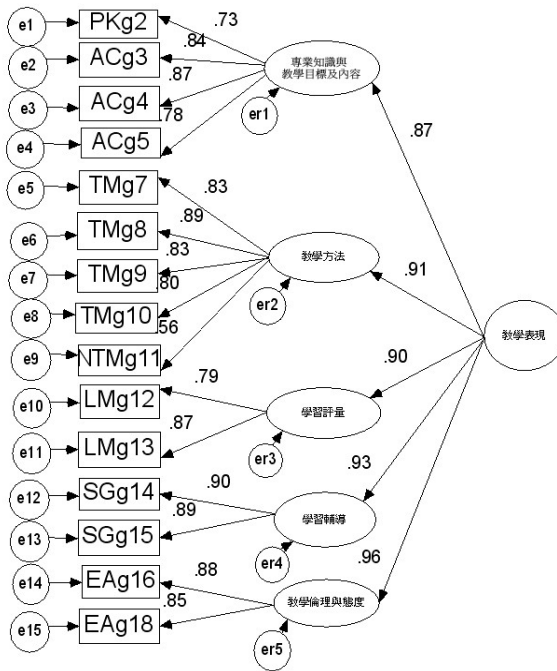 e1
PKg2
.73
e2
ACg3
.84
e3
ACg4
.87
e4
ACg5
.78
專業知識與
教學目標及內容
er1
.87
e5
TMg7
.83
e6
TMg8
.89
e7
TMg9
.83
e8
TMg10
.80
e9
NTMg11
.56
教學方法
er2
.91
教學表現
e10
LMg12
.79
e11
LMg13
.87
學習評量
er3
.90
e12
SGg14
.90
e13
SGg15
.89
學習輔導
er4
.93
e14
EAg16
.88
e15
EAg18
.85
教學倫理與態度
er5
.96